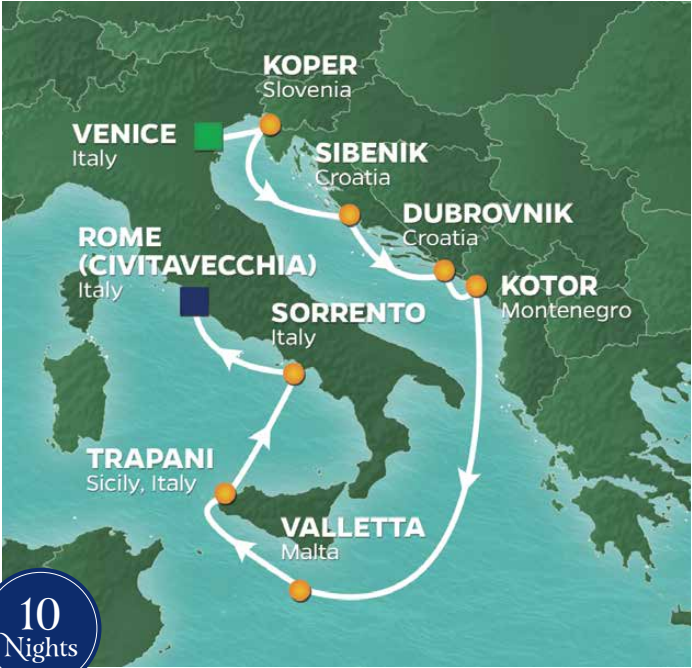 KOPER
Slovenia
VENICE
Italy
SIBENIK
Croatia
DUBROVNIK
Croatia
ROME
(CIVITAVECCHIA)
Italy
KOTOR
Montenegro
SORRENTO
Italy
TRAPANI
Sicily, Italy
VALLETTA
Malta
10
Nights